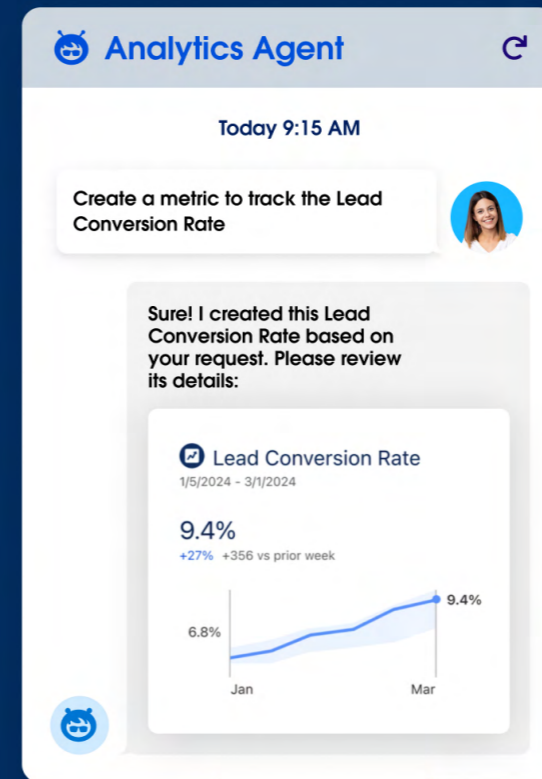 Analytics Agent
Today 9:15 AM
Create a metric to track the Lead
Conversion Rate
Sure! I created this Lead
Conversion Rate based on
your request. Please review
its details:
Lead Conversion Rate
1/5/2024 - 3/1/2024
9.4%
+27% +356 vs prior week
9.4%
6.8%
Jan Mar